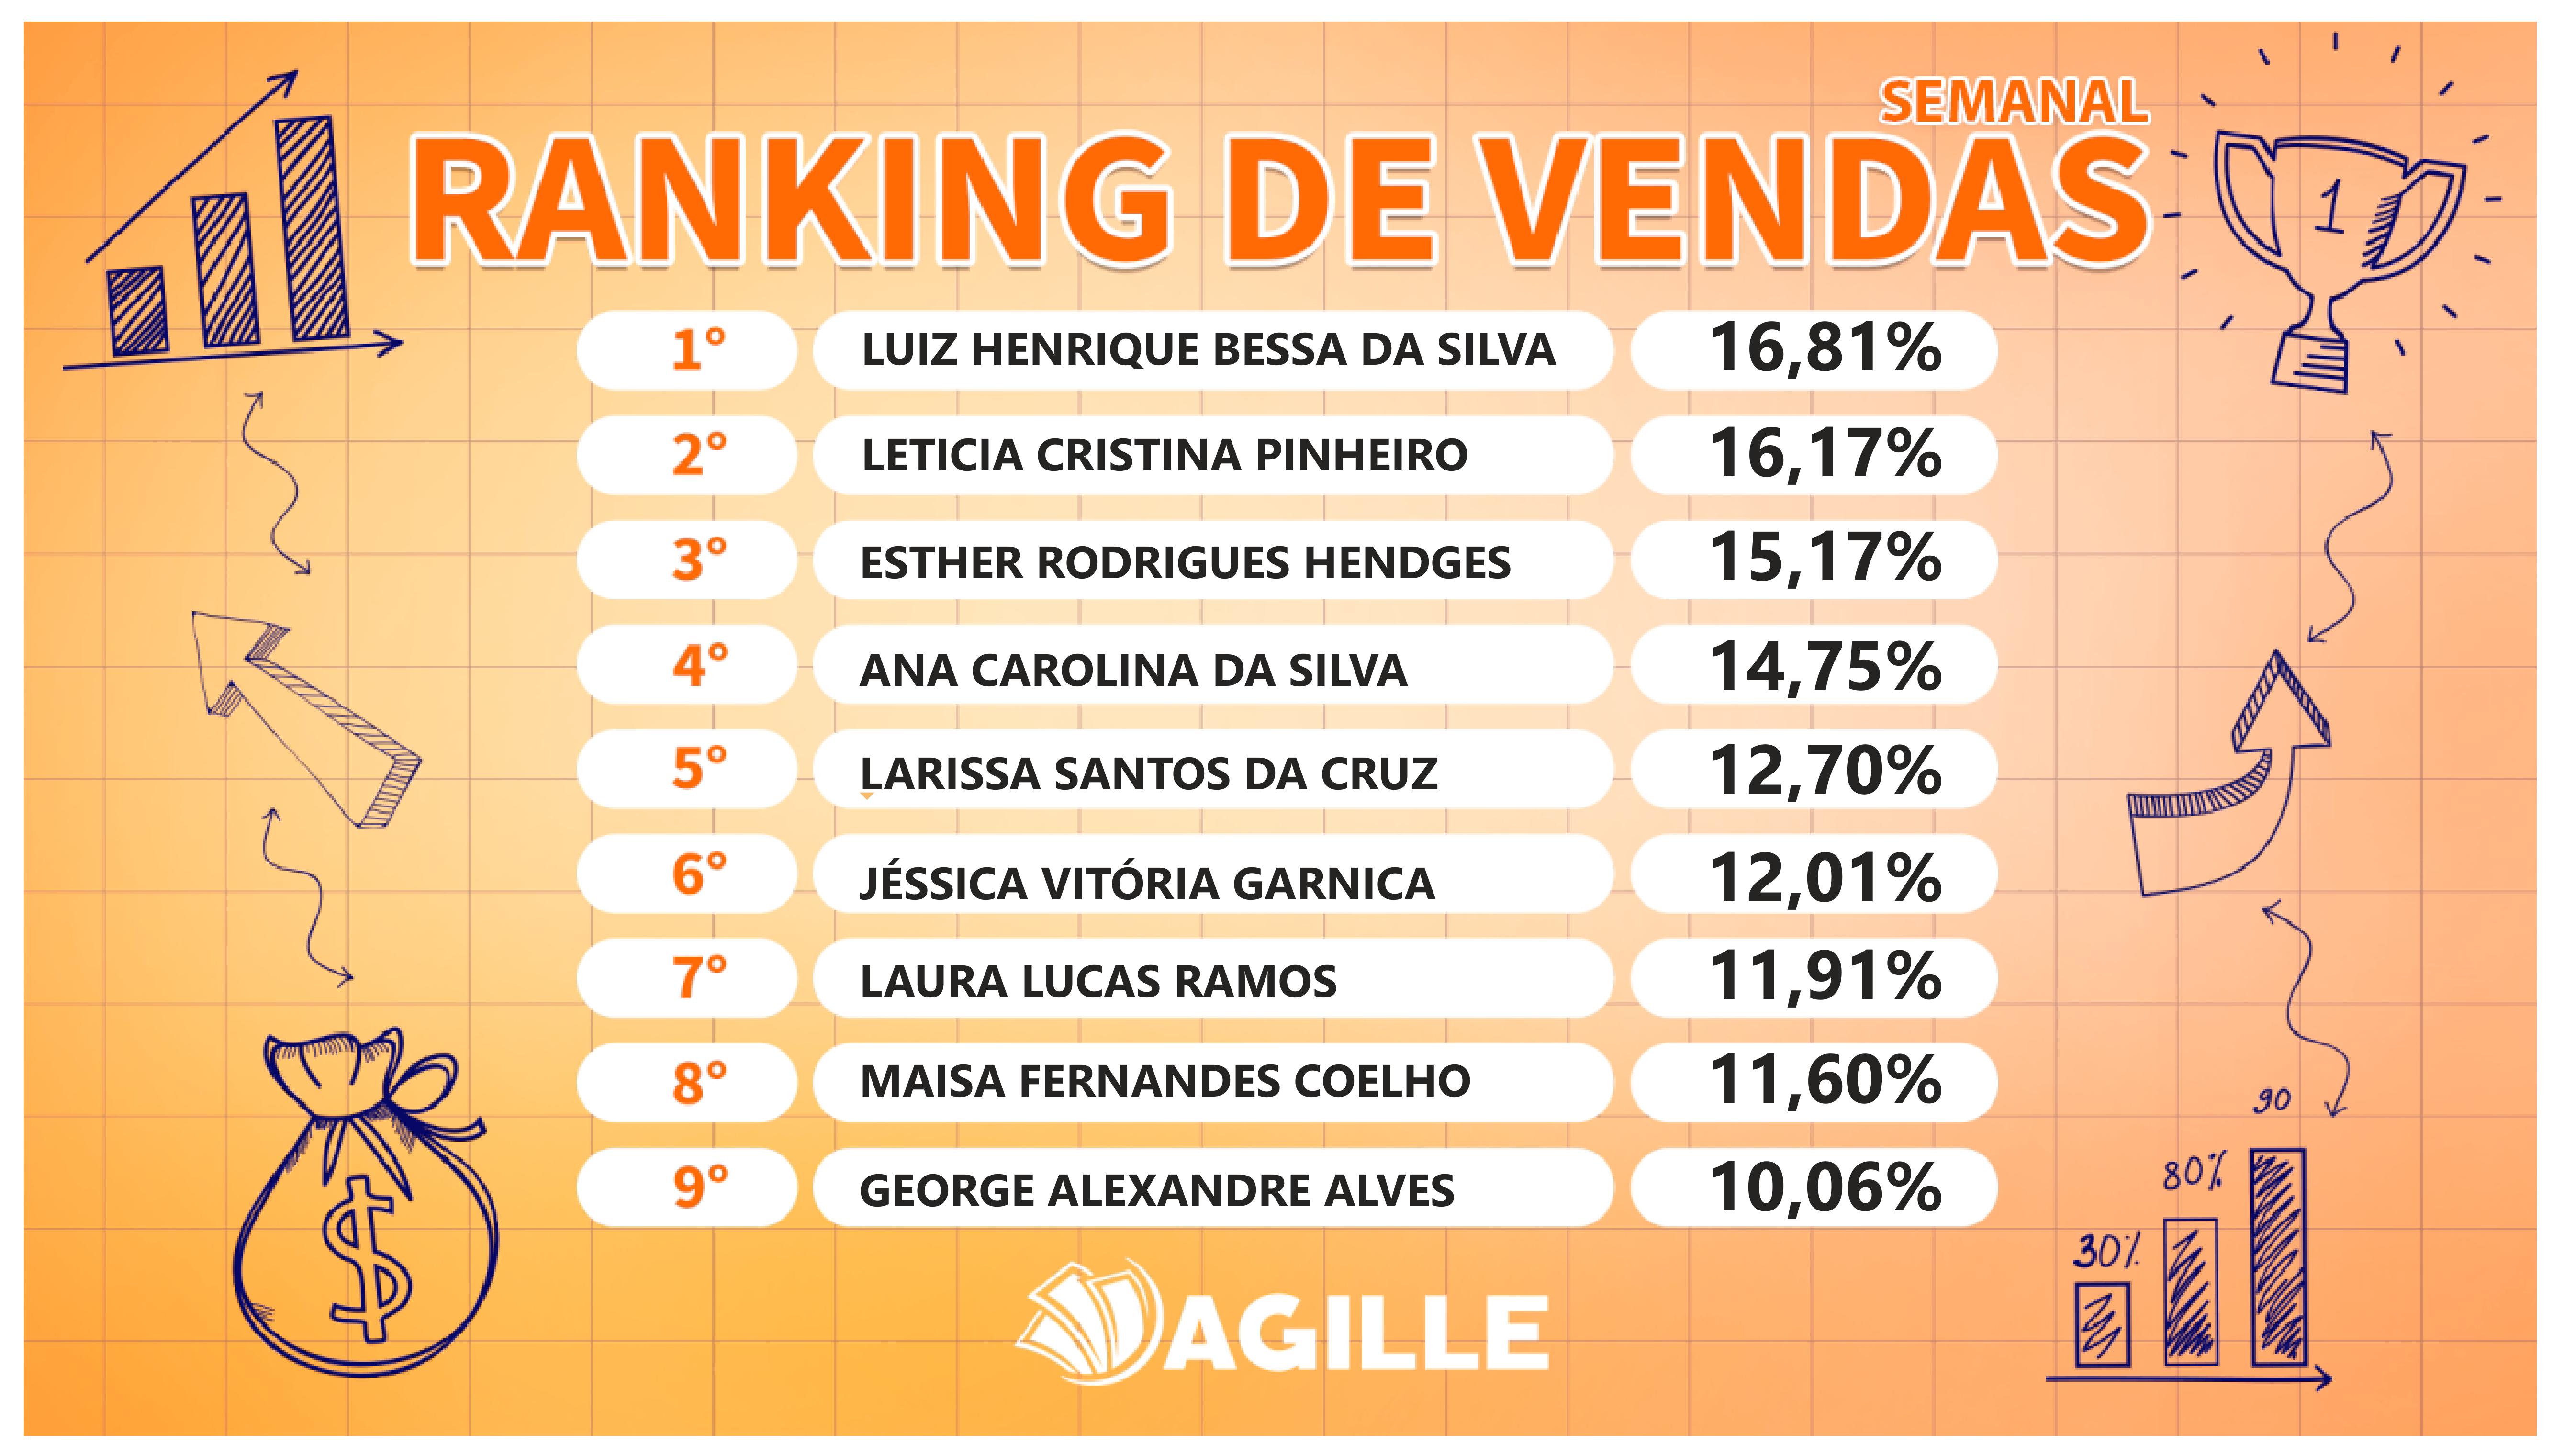 SEMANAL
RANKING DE VENDAS
1
1° LUIZ HENRIQUE BESSA DA SILVA 16,81%
2° LETICIA CRISTINA PINHEIRO 16,17%
3° ESTHER RODRIGUES HENDGES 15,17%
4° ANA CAROLINA DA SILVA 14,75%
5° LARISSA SANTOS DA CRUZ 12,70%
6° JÉSSICA VITÓRIA GARNICA 12,01%
7° LAURA LUCAS RAMOS 11,91%
8° MAISA FERNANDES COELHO 11,60%
9° GEORGE ALEXANDRE ALVES 10,06%
90
80%
30%
$
AGILLE